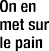 On en
met sur
le pain